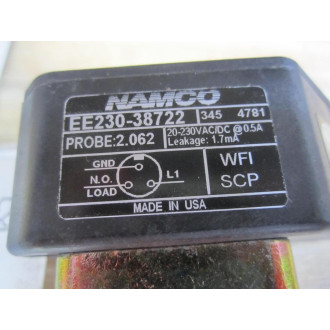 NAMCO
EE230-38722 345 4781
PROBE:2.062 20-230VAC/DC @0.5A
Leakage: 1.7mA
GND
N.O. L1
LOAD
WFI
SCP
MADE IN USA